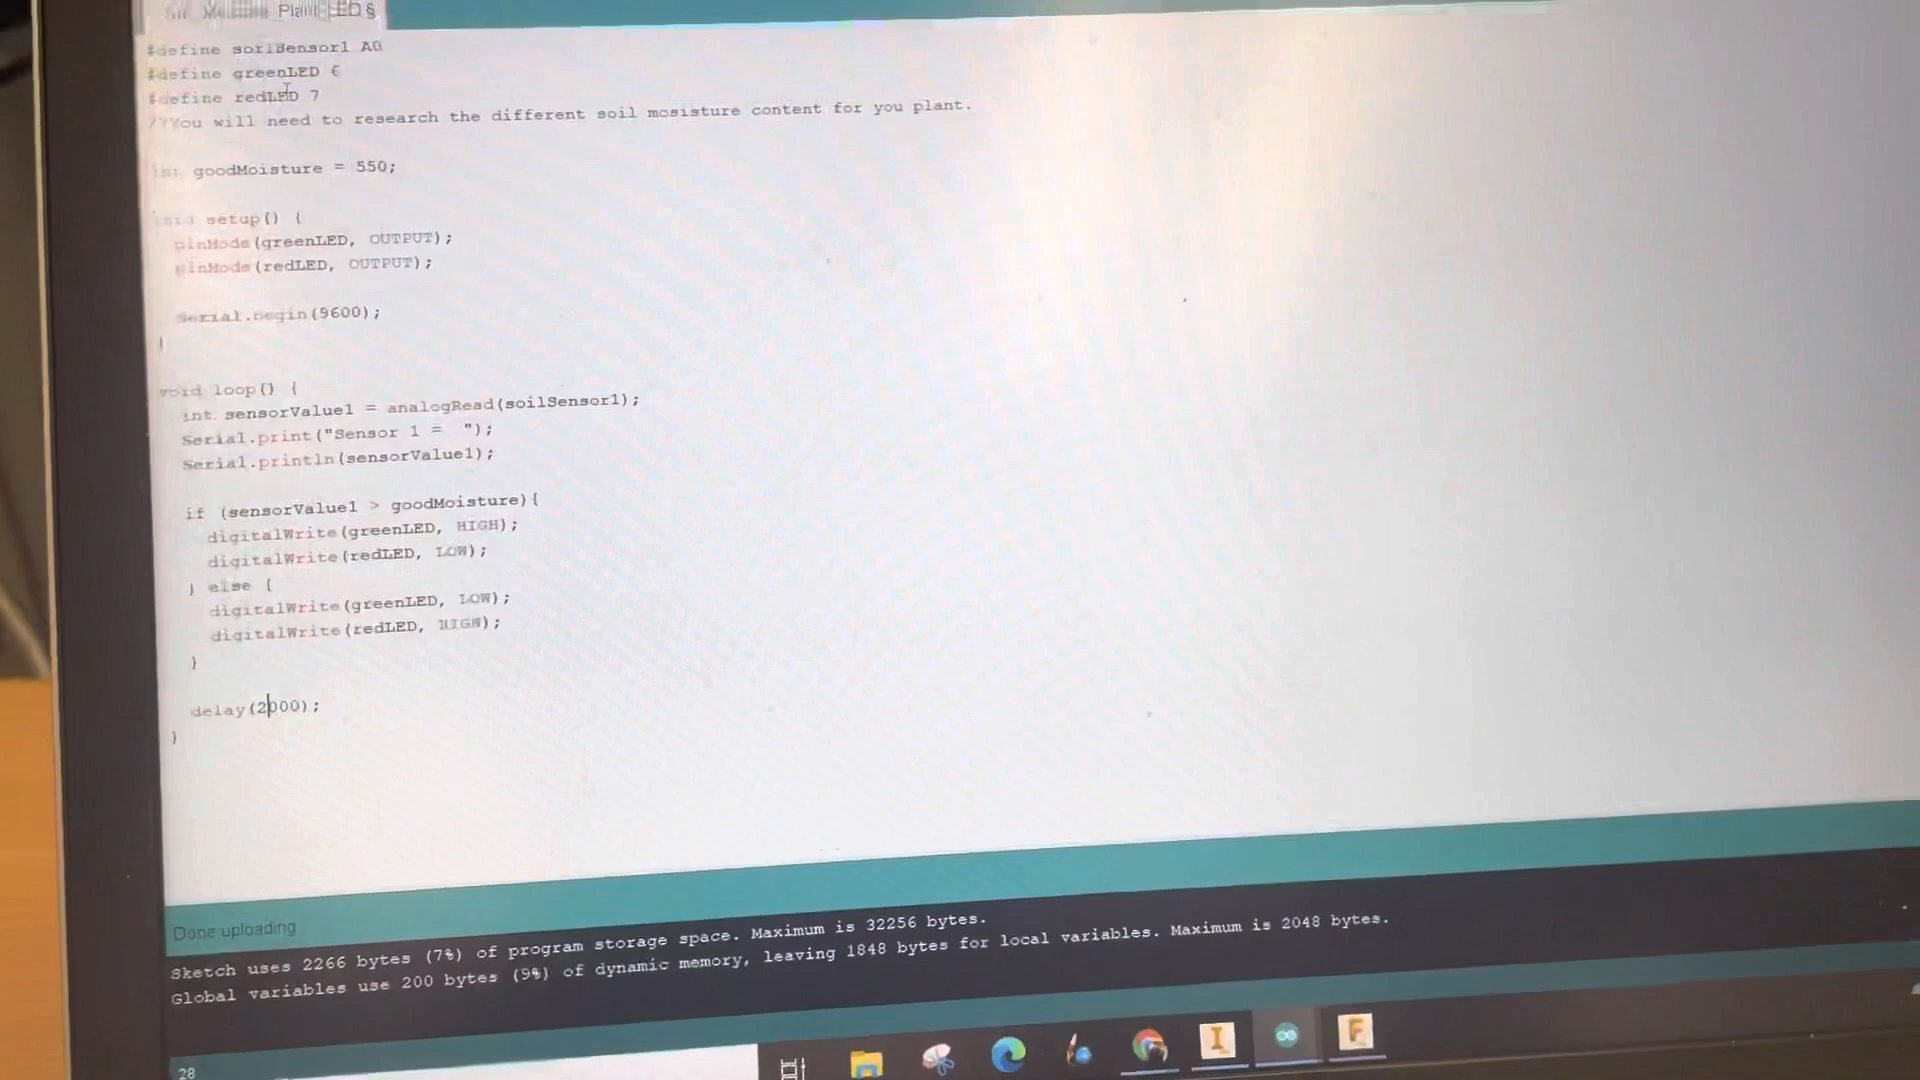 Plant LED §
#define soilSensor1 A0
#define greenLED 6
#define redLED 7
//You will need to research the different soil mosisture content for you plant.
int goodMoisture = 550;
void setup() {
pinMode(greenLED, OUTPUT);
pinMode(redLED, OUTPUT);
Serial.begin(9600);
}
void loop() {
int sensorValue1 = analogRead(soilSensor1);
Serial.print("Sensor 1 =  ");
Serial.println(sensorValue1);
if (sensorValue1 > goodMoisture){
digitalWrite(greenLED, HIGH);
digitalWrite(redLED, LOW);
} else {
digitalWrite(greenLED, LOW);
digitalWrite(redLED, HIGH);
}
delay(2000);
}
Done uploading
Sketch uses 2266 bytes (7%) of program storage space. Maximum is 32256 bytes.
Global variables use 200 bytes (9%) of dynamic memory, leaving 1848 bytes for local variables. Maximum is 2048 bytes.
28
I
F